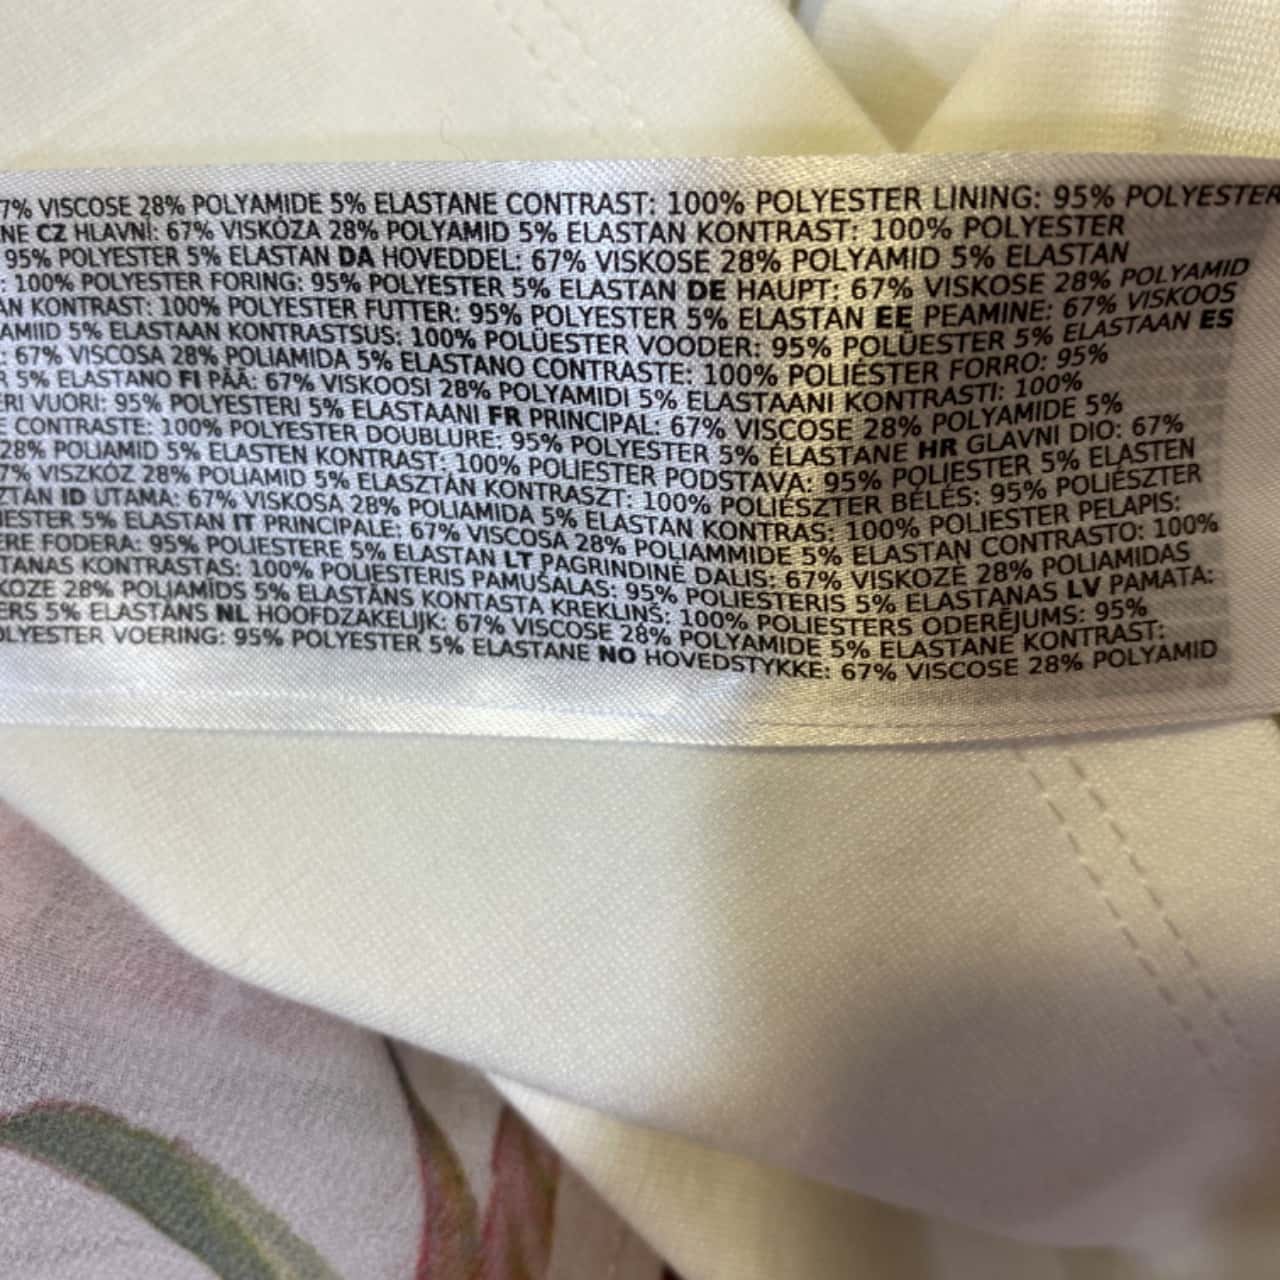 7% VISCOSE 28% POLYAMIDE 5% ELASTANE CONTRAST: 100% POLYESTER LINING: 95% POLYESTER
NE CZ HLAVNÍ: 67% VISKÓZA 28% POLYAMID 5% ELASTAN KONTRAST: 100% POLYESTER
: 95% POLYESTER 5% ELASTAN DA HOVEDDEL: 67% VISKOSE 28% POLYAMID 5% ELASTAN
: 100% POLYESTER FORING: 95% POLYESTER 5% ELASTAN DE HAUPT: 67% VISKOSE 28% POLYAMID
AN KONTRAST: 100% POLYESTER FUTTER: 95% POLYESTER 5% ELASTAN EE PEAMINE: 67% VISKOOS
AMIID 5% ELASTAAN KONTRASTSUS: 100% POLÜESTER VOODER: 95% POLÜESTER 5% ELASTAAN ES
: 67% VISCOSA 28% POLIAMIDA 5% ELASTANO CONTRASTE: 100% POLIÉSTER FORRO: 95%
R 5% ELASTANO FI PÄÄ: 67% VISKOOSI 28% POLYAMIDI 5% ELASTAANI KONTRASTI: 100%
ERI VUORI: 95% POLYESTERI 5% ELASTAANI FR PRINCIPAL: 67% VISCOSE 28% POLYAMIDE 5%
E CONTRASTE: 100% POLYESTER DOUBLURE: 95% POLYESTER 5% ÉLASTANE HR GLAVNI DIO: 67%
28% POLIAMID 5% ELASTEN KONTRAST: 100% POLIESTER PODSTAVA: 95% POLIESTER 5% ELASTEN
7% VISZKÓZ 28% POLIAMID 5% ELASZTÁN KONTRASZT: 100% POLIÉSZTER BÉLÉS: 95% POLIÉSZTER
ZTÁN ID UTAMA: 67% VISKOSA 28% POLIAMIDA 5% ELASTAN KONTRAS: 100% POLIESTER PELAPIS:
IESTER 5% ELASTAN IT PRINCIPALE: 67% VISCOSA 28% POLIAMMIDE 5% ELASTAN CONTRASTO: 100%
ERE FODERA: 95% POLIESTERE 5% ELASTAN LT PAGRINDINĖ DALIS: 67% VISKOZĖ 28% POLIAMIDAS
TANAS KONTRASTAS: 100% POLIESTERIS PAMUŠALAS: 95% POLIESTERIS 5% ELASTANAS LV PAMATA:
KOZE 28% POLIAMĪDS 5% ELASTĀNS KONTASTA KREKLINŠ: 100% POLIESTERS ODERĒJUMS: 95%
ERS 5% ELASTĀNS NL HOOFDZAKELIJK: 67% VISCOSE 28% POLYAMIDE 5% ELASTANE KONTRAST:
OLYESTER VOERING: 95% POLYESTER 5% ELASTANE NO HOVEDSTYKKE: 67% VISCOSE 28% POLYAMID